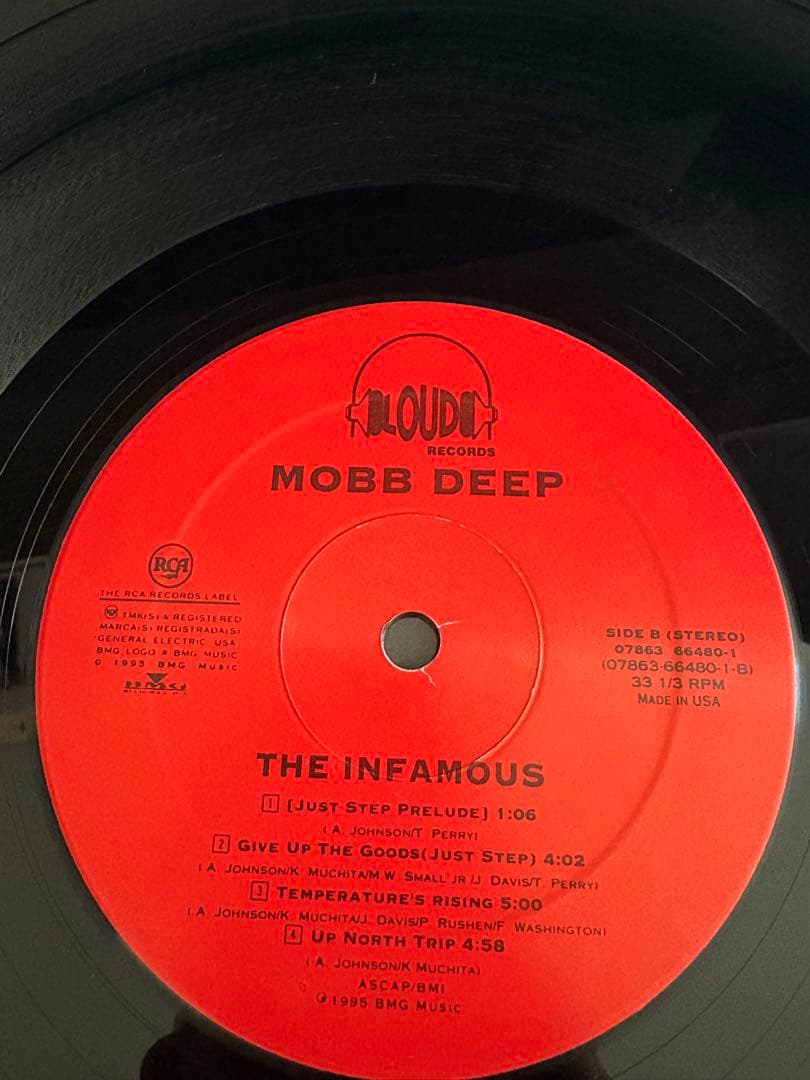 LOUD
RECORDS
MOBB DEEP
RCA
THE RCA RECORDS LABEL
TMK(S) ® REGISTERED
MARCA(S) REGISTRADA(S)
GENERAL ELECTRIC, USA
BMG LOGO ® BMG MUSIC
© 1995 BMG MUSIC
BMG
SIDE B (STEREO)
07863 66480-1
(07863-66480-1-B)
33 1/3 RPM
MADE IN USA
THE INFAMOUS
1 [JUST STEP PRELUDE] 1:06
(A. JOHNSON/T. PERRY)
2 GIVE UP THE GOODS(JUST STEP) 4:02
(A. JOHNSON/K. MUCHITA/M.W. SMALL JR./J. DAVIS/T. PERRY)
3 TEMPERATURE'S RISING 5:00
(A. JOHNSON/K. MUCHITA/J. DAVIS/P. RUSHEN/F. WASHINGTON)
4 UP NORTH TRIP 4:58
(A. JOHNSON/K MUCHITA)
ASCAP/BMI
℗1995 BMG MUSIC